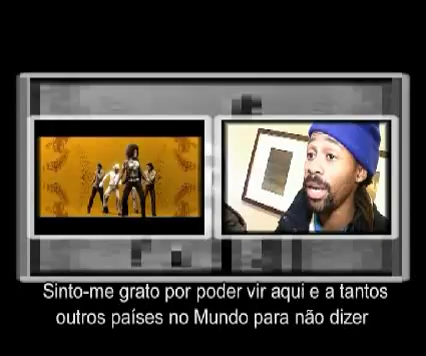 Sinto-me grato por poder vir aqui e a tantos
outros países no Mundo para não dizer